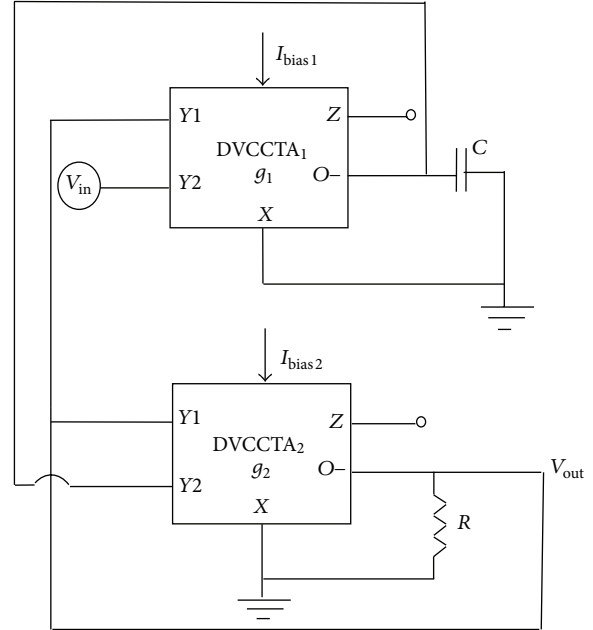 I_bias 1
Y1
Z
DVCCTA₁
g₁
V_in
Y2
O−
C
X
I_bias 2
Y1
Z
DVCCTA₂
g₂
O−
V_out
Y2
X
R